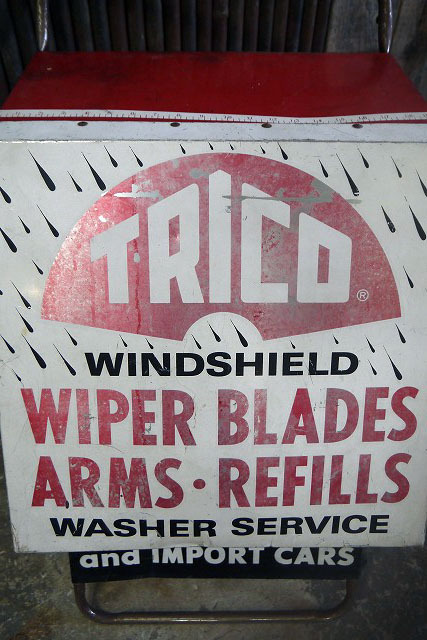 TRICO ®
WINDSHIELD
WIPER BLADES
ARMS · REFILLS
WASHER SERVICE
and IMPORT CARS